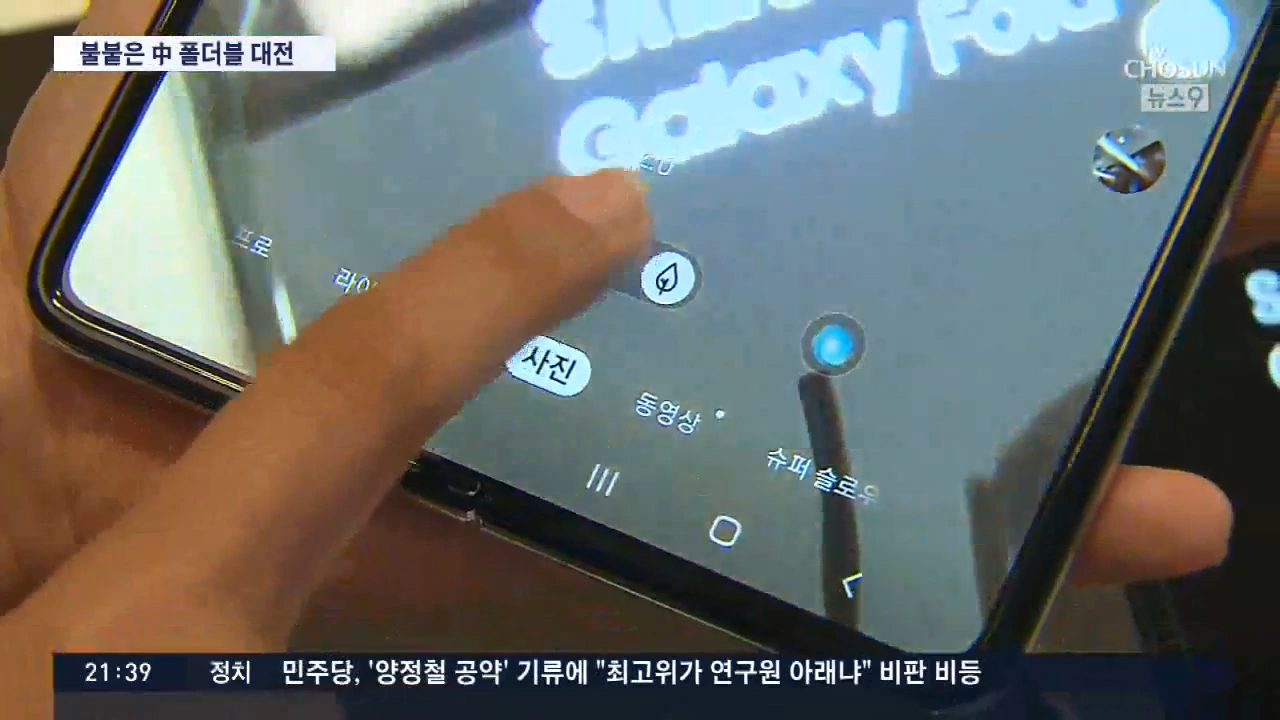 불붙은 中 폴더블 대전
TV CHOSUN
뉴스9
Galaxy Fold
프로
사진
동영상
슈퍼 슬로우
21:39 정치 민주당, '양정철 공약' 기류에 "최고위가 연구원 아래냐" 비판 비등